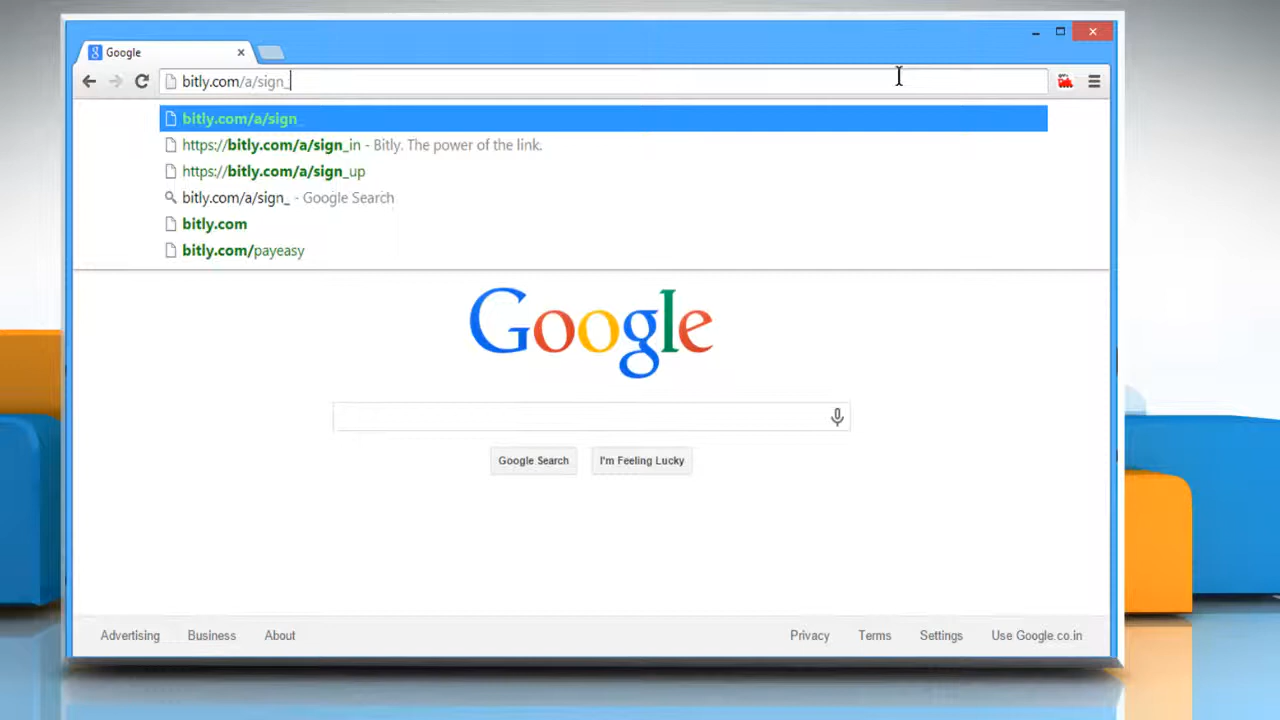 Google
bitly.com/a/sign_
bitly.com/a/sign_
https://bitly.com/a/sign_in - Bitly. The power of the link.
https://bitly.com/a/sign_up
bitly.com/a/sign_ - Google Search
bitly.com
bitly.com/payeasy
Google
Google Search
I'm Feeling Lucky
Advertising Business About Privacy Terms Settings Use Google.co.in